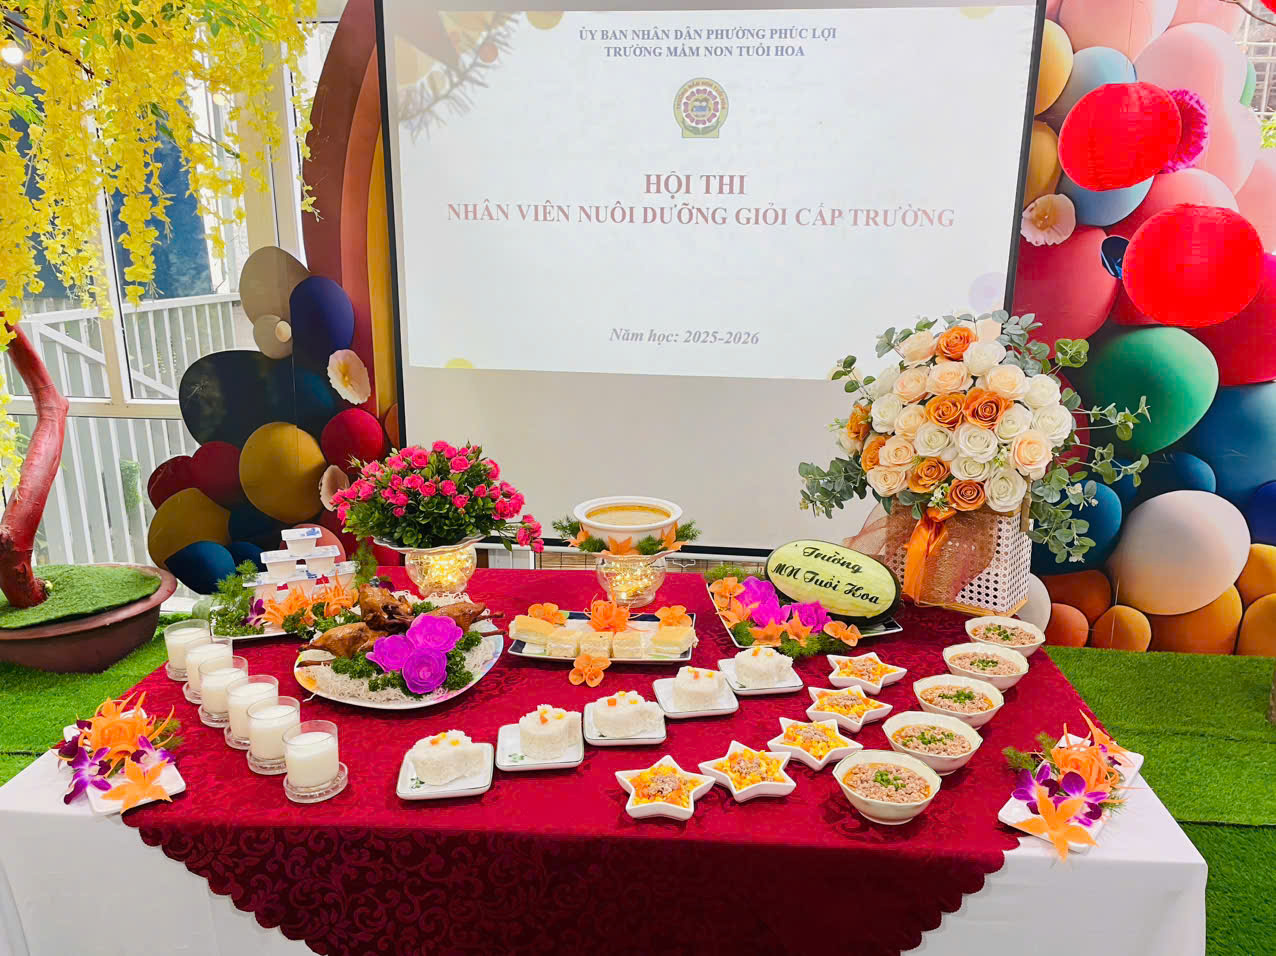 ỦY BAN NHÂN DÂN PHƯỜNG PHÚC LỢI
TRƯỜNG MẦM NON TUỔI HOA
HỘI THI
NHÂN VIÊN NUÔI DƯỠNG GIỎI CẤP TRƯỜNG
Năm học: 2025-2026
Trường
MN Tuổi Hoa